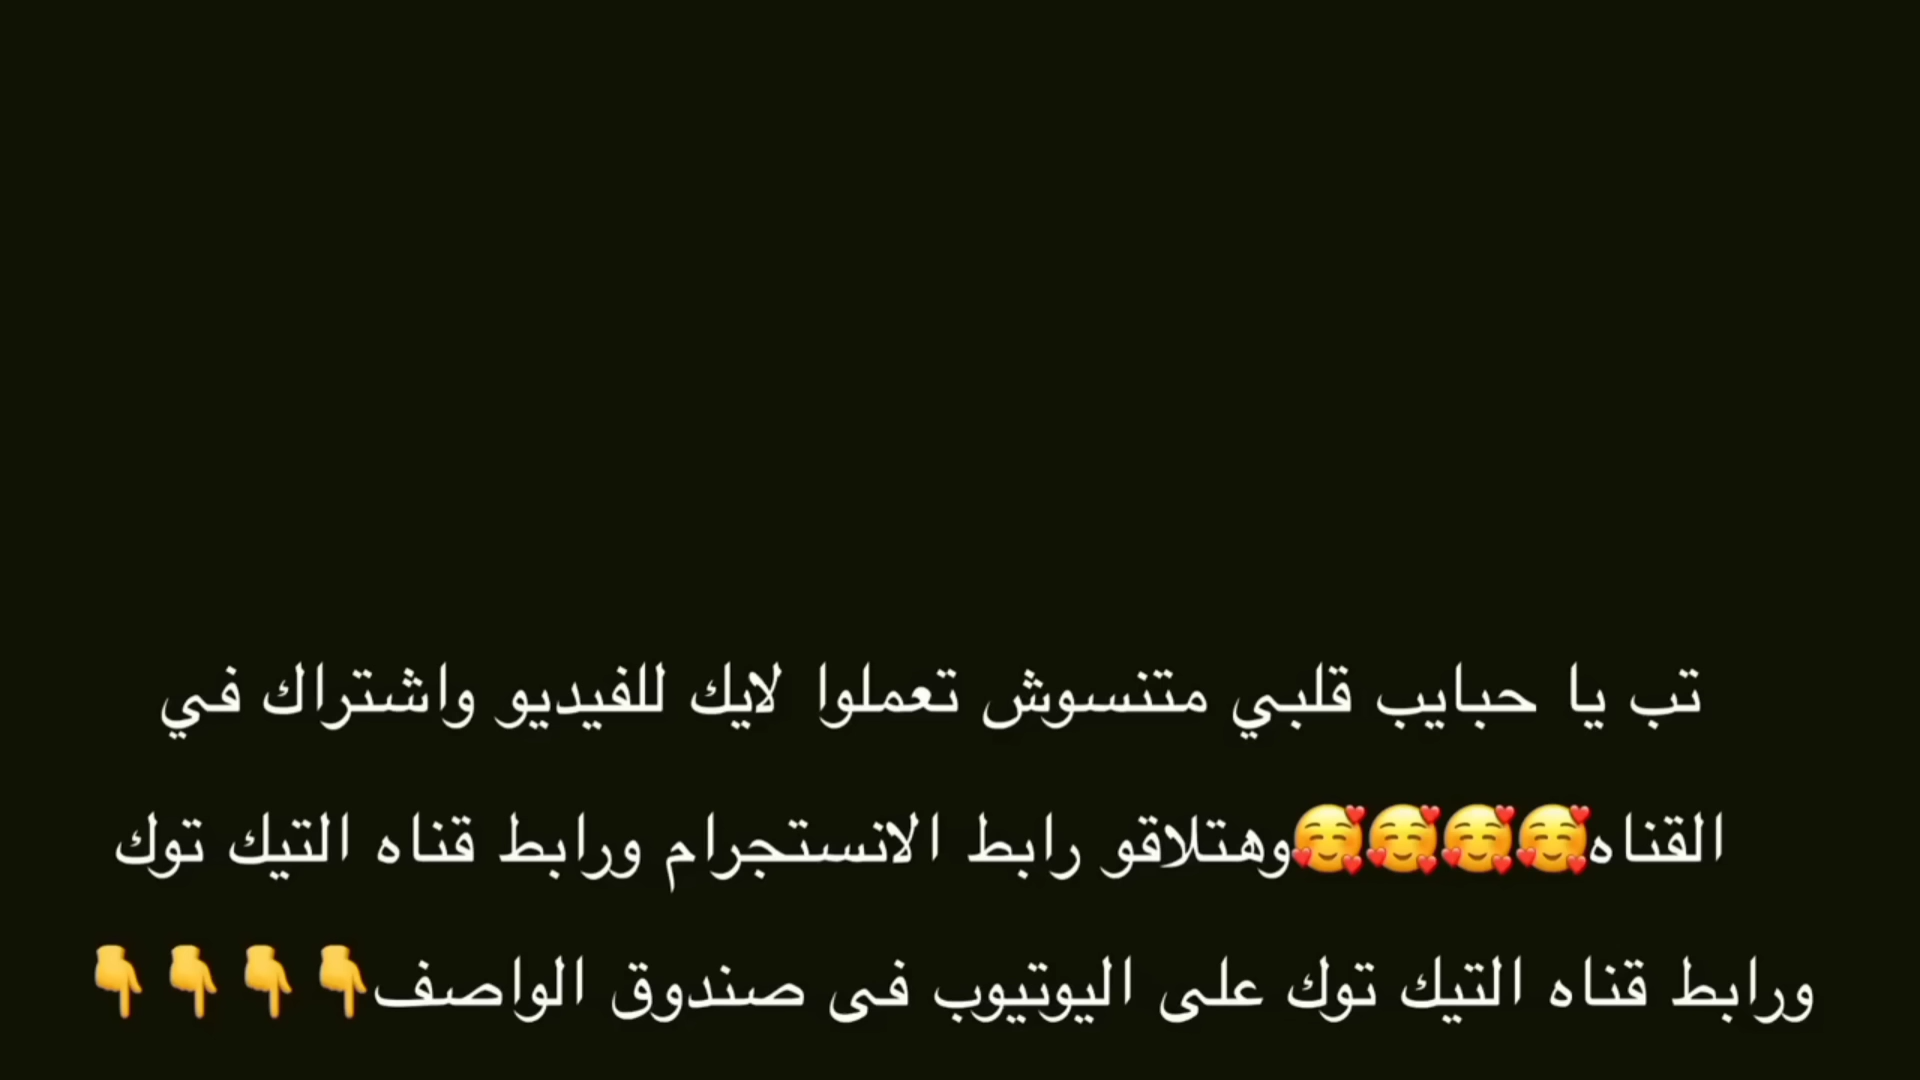 تب يا حبايب قلبي متنسوش تعملوا لايك للفيديو واشتراك في
القناه🥰🥰🥰🥰وهتلاقو رابط الانستجرام ورابط قناه التيك توك
ورابط قناه التيك توك على اليوتيوب فى صندوق الواصف👇👇👇👇